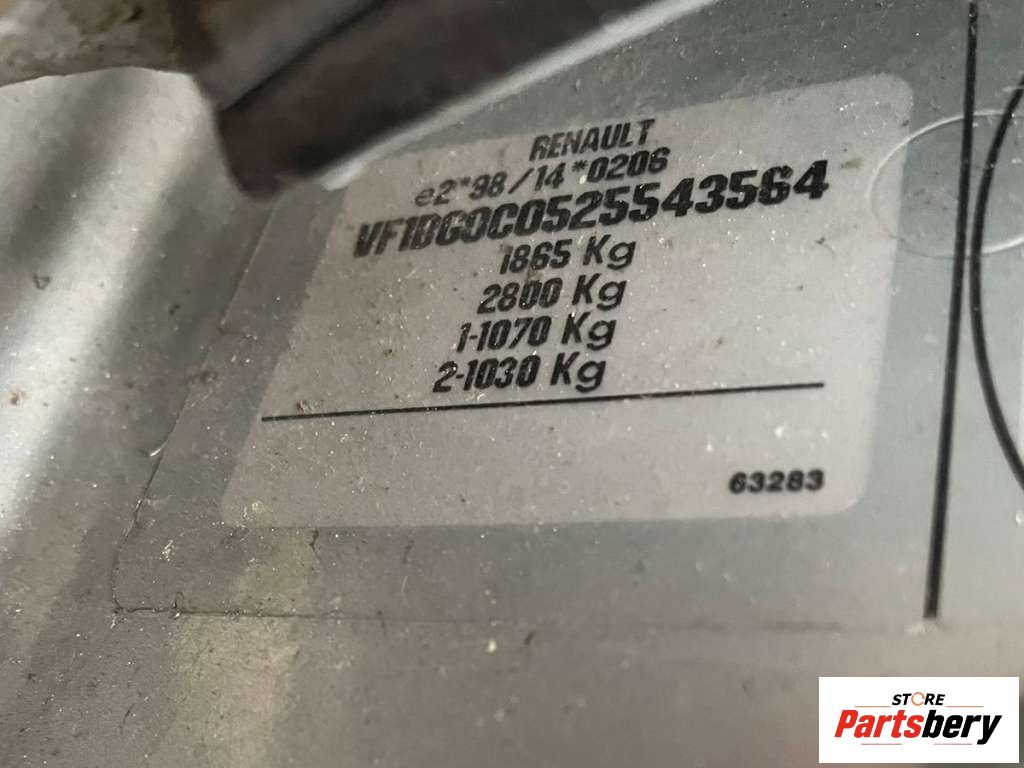 RENAULT
e2*98/14*0206
VF1BG0C0525543564
1865 Kg
2800 Kg
1-1070 Kg
2-1030 Kg
63283
STORE
Partsbery